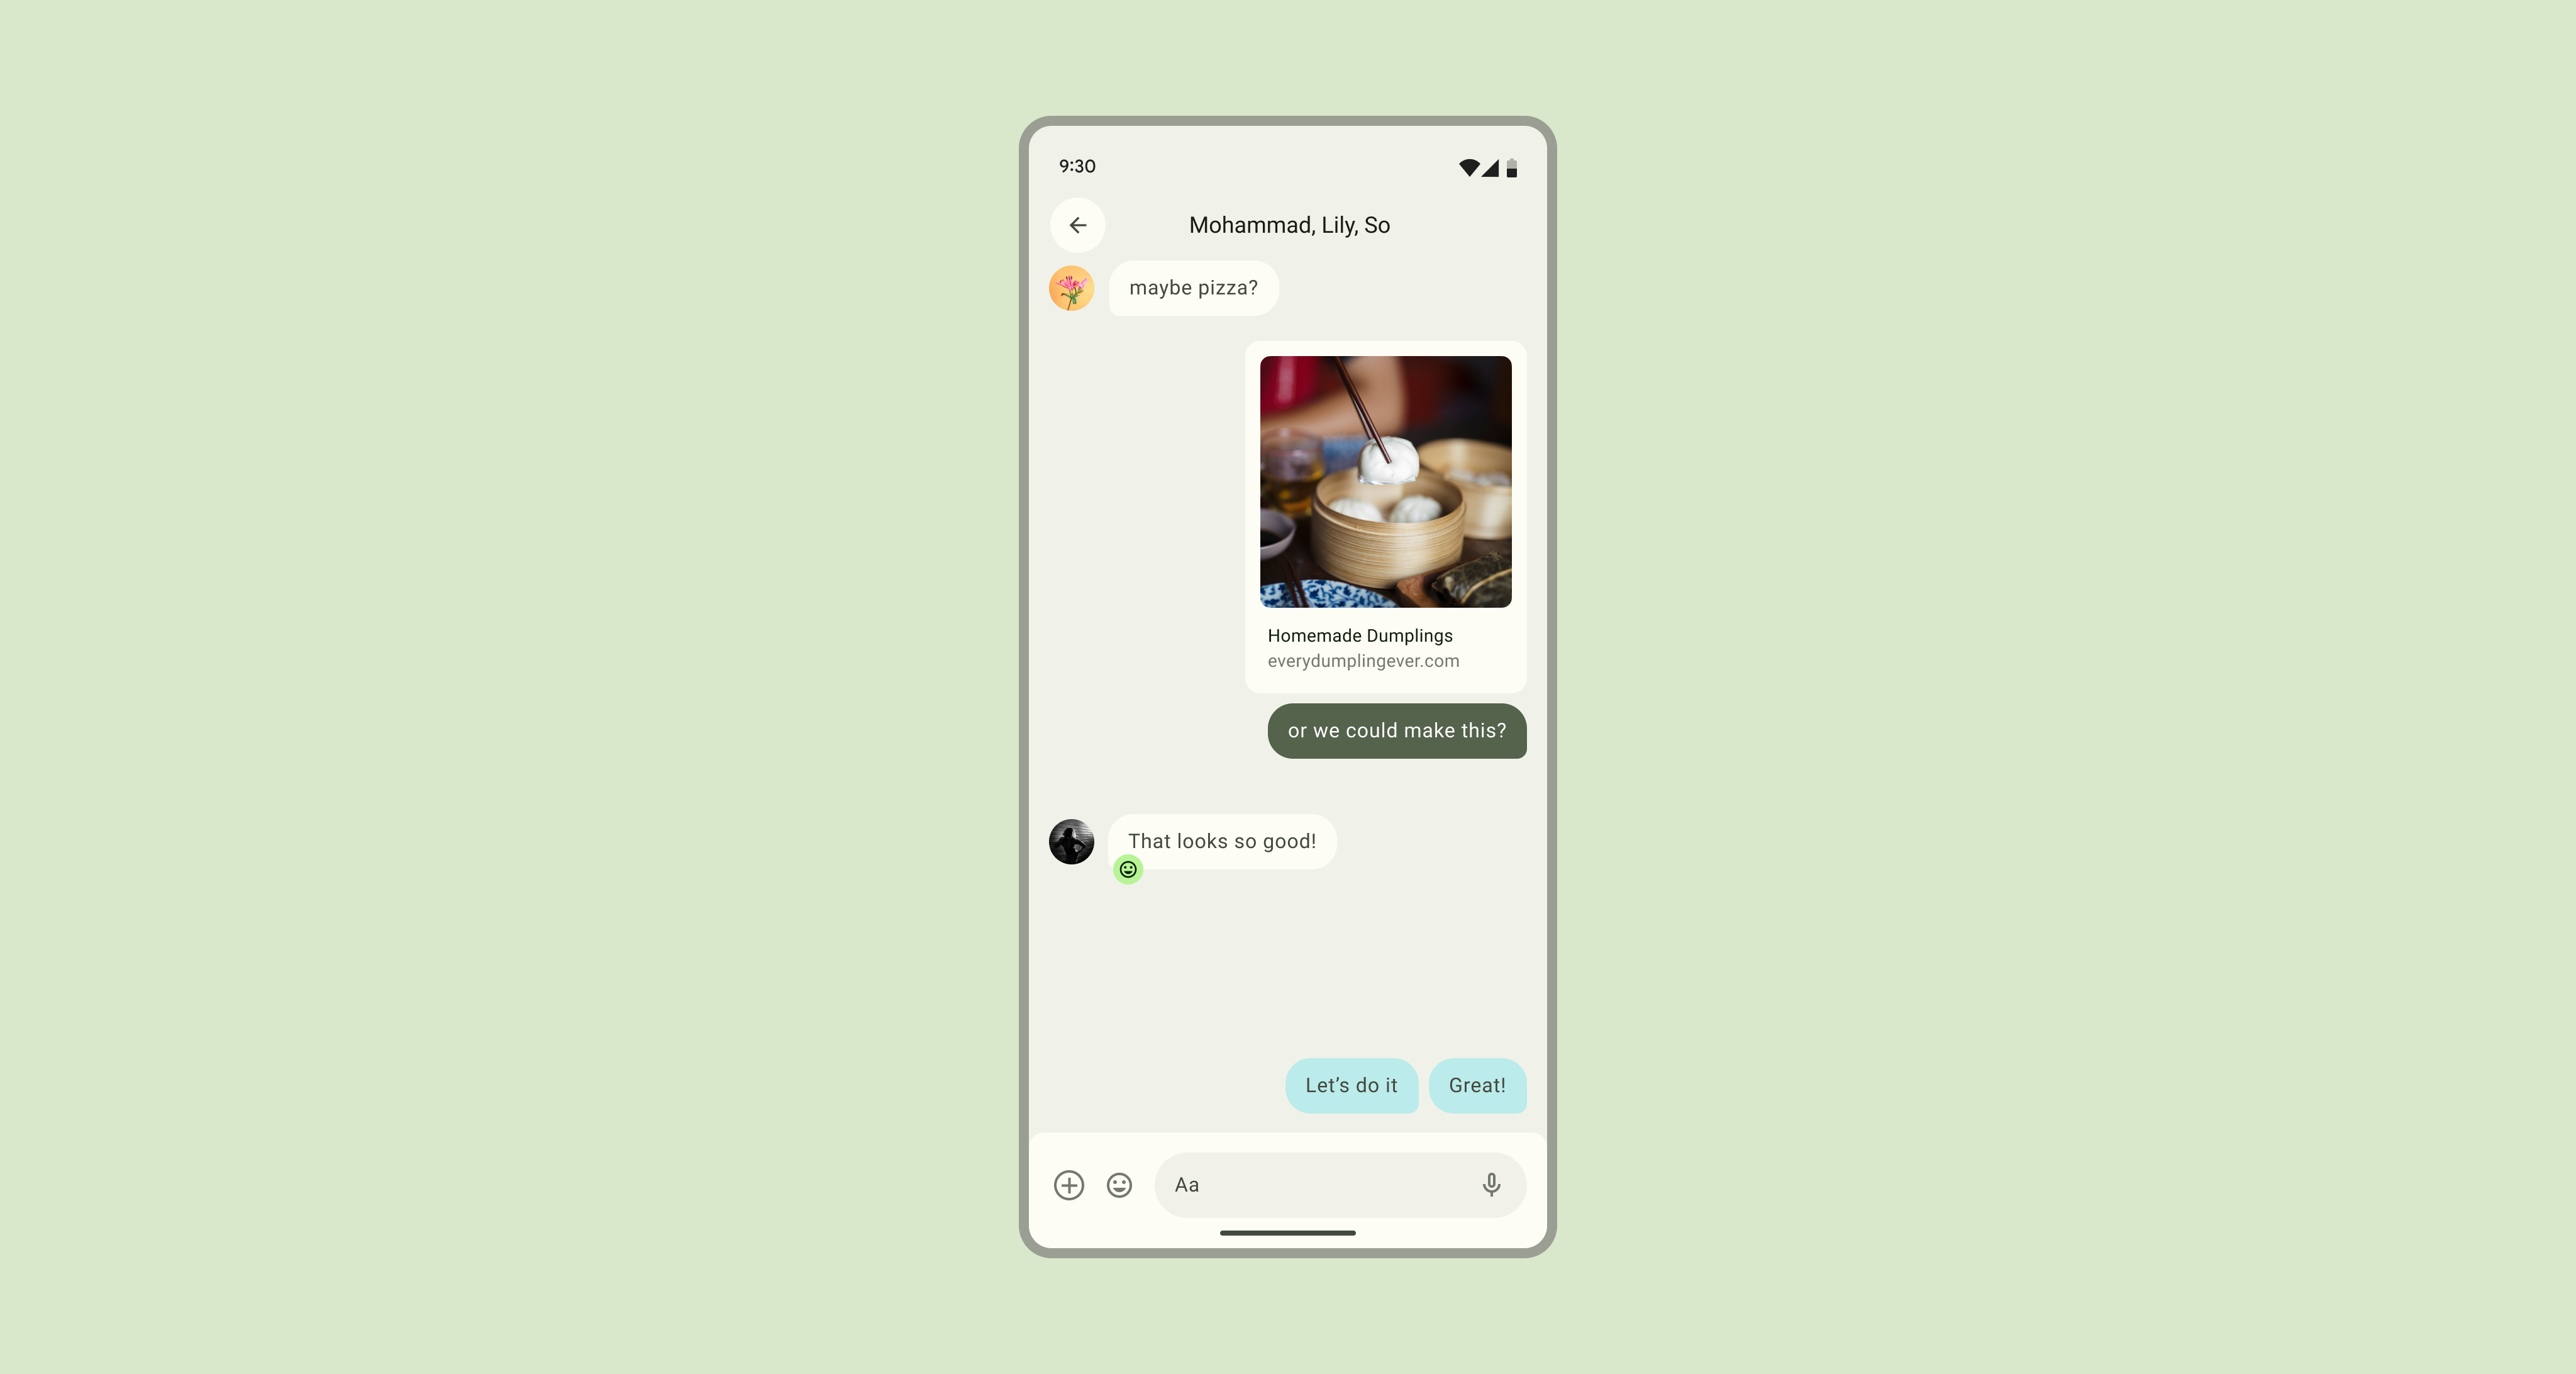 9:30
Mohammad, Lily, So
maybe pizza?
Homemade Dumplings
everydumplingever.com
or we could make this?
That looks so good!
Let’s do it
Great!
Aa